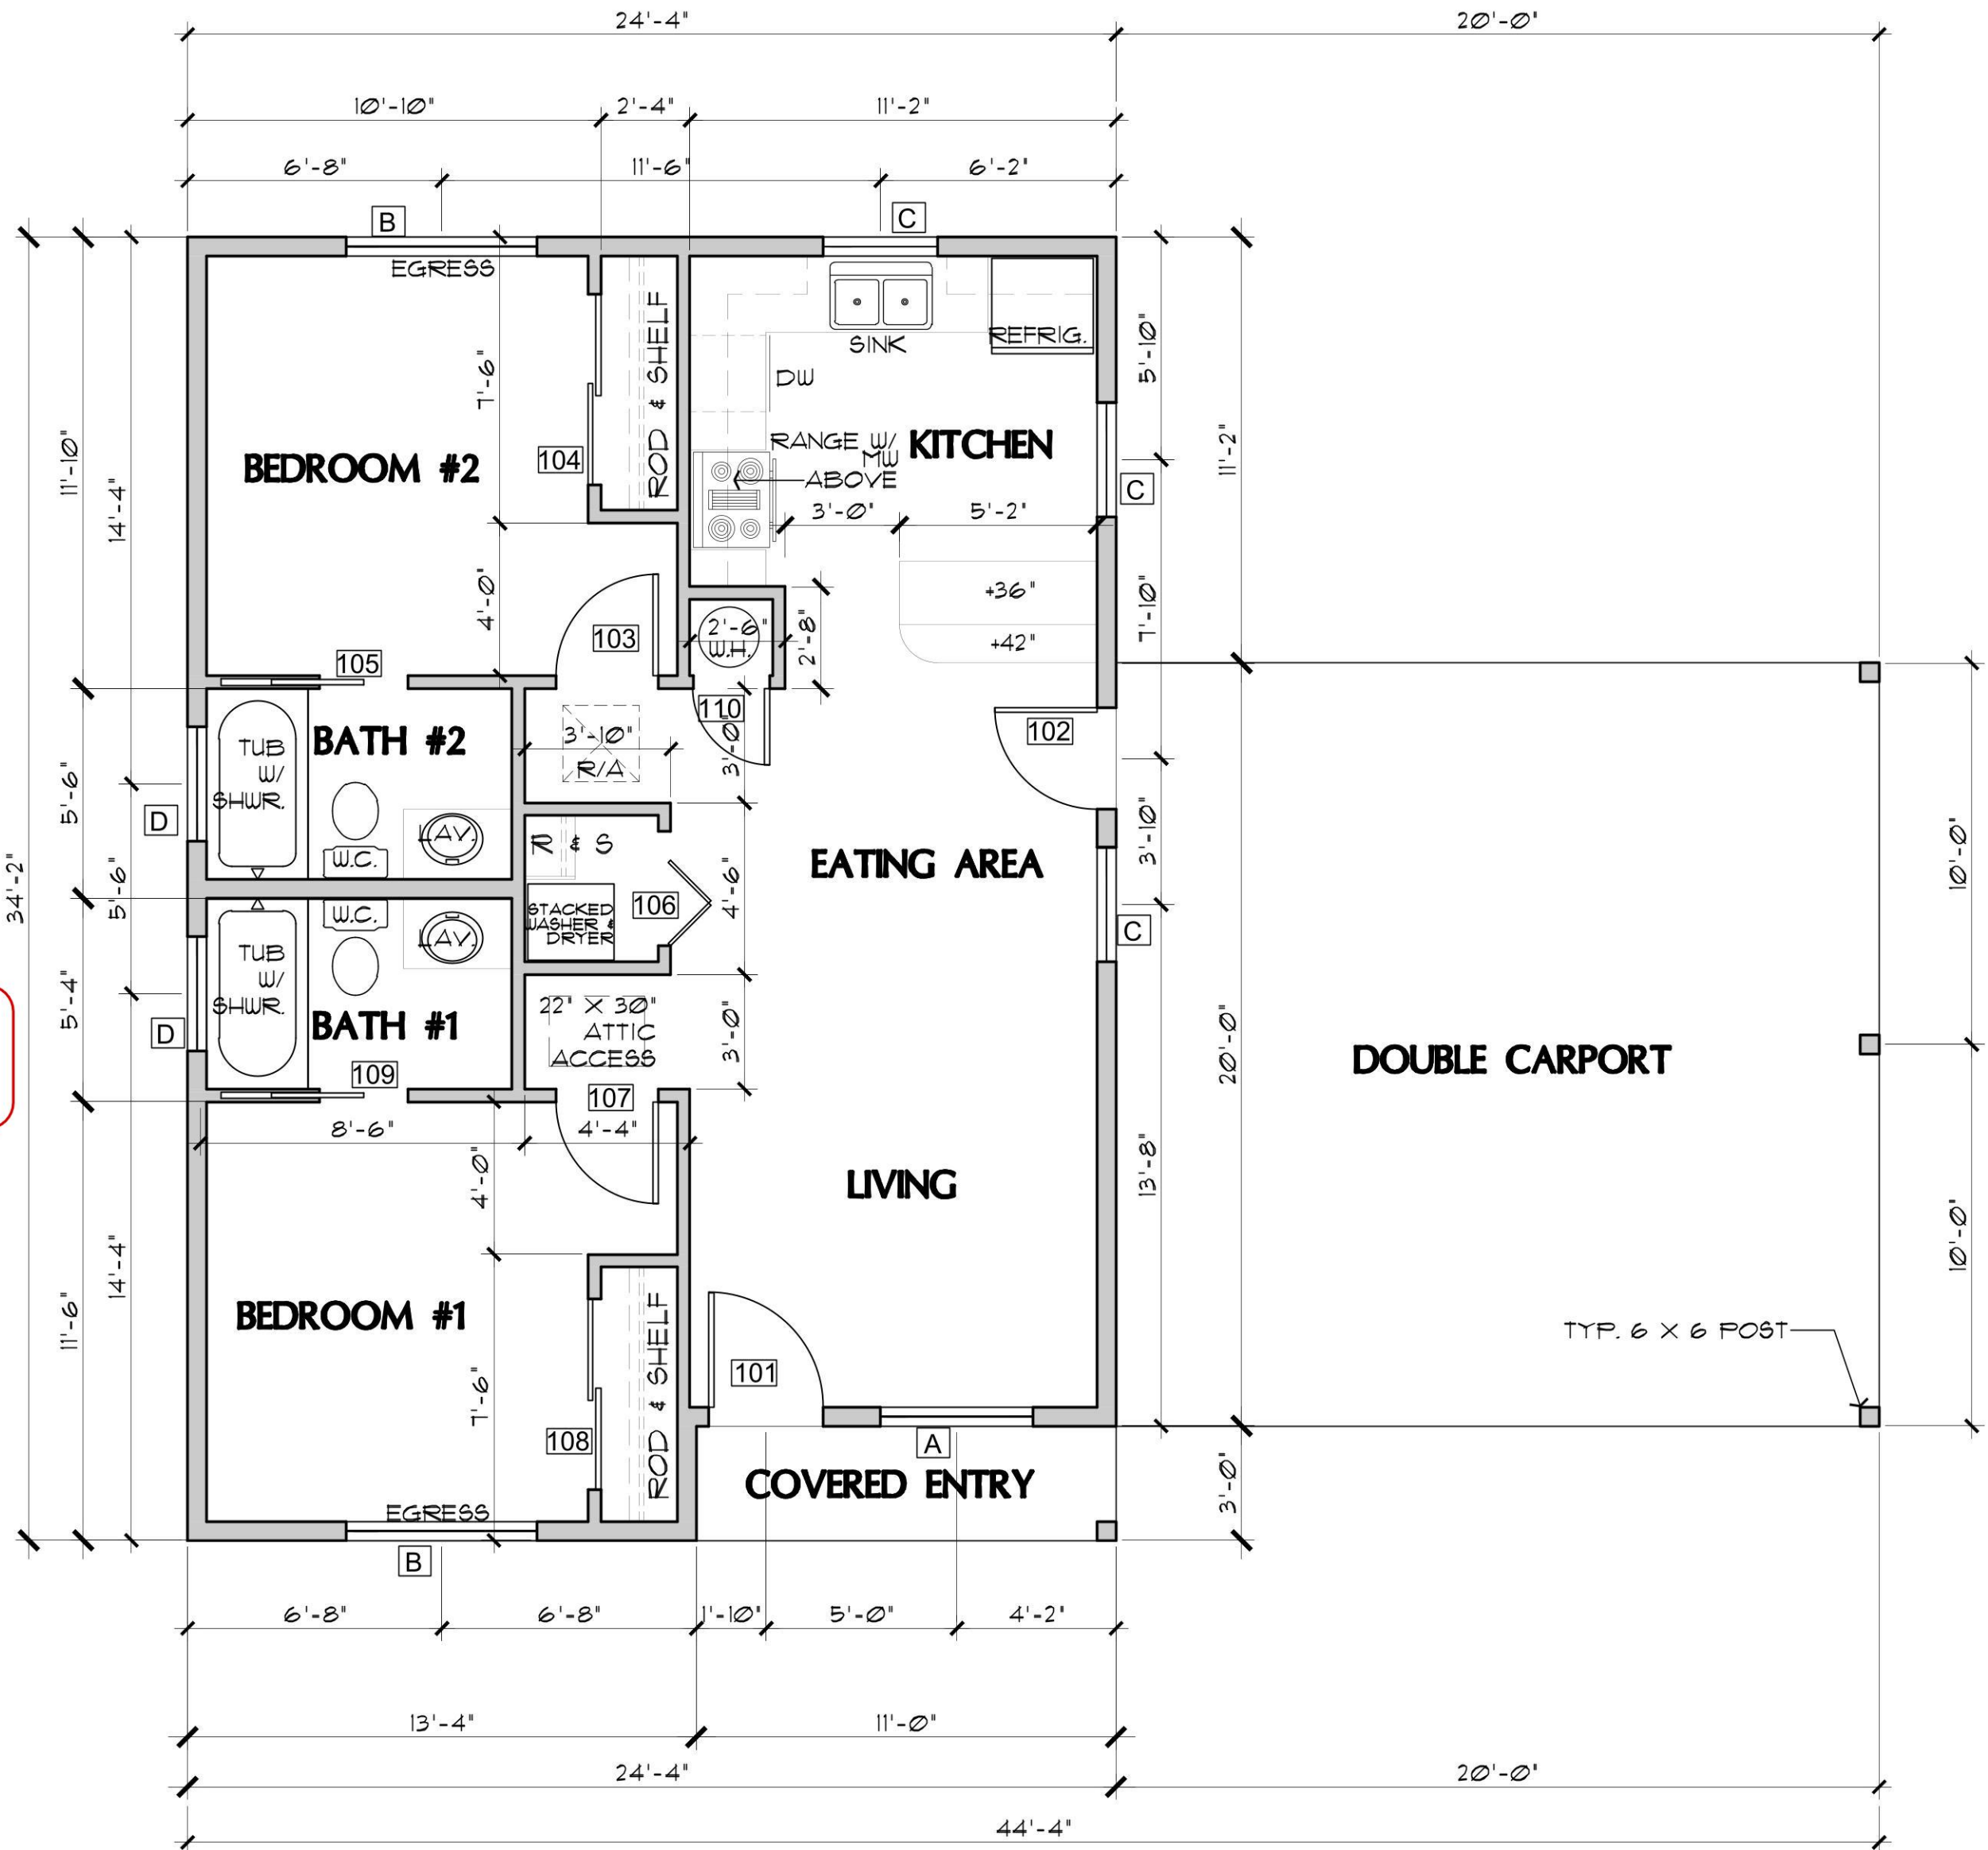 24'-4"
20'-0"
10'-10"
2'-4"
11'-2"
6'-8"
11'-6"
6'-2"
B
C
EGRESS
ROD & SHELF
SINK
REFRIG.
DW
7'-6"
5'-10"
11'-10"
14'-4"
11'-2"
BEDROOM #2
104
RANGE W/
MW
ABOVE
KITCHEN
C
3'-0"
5'-2"
4'-0"
+36"
+42"
7'-10"
103
2'-6"
W.H.
2'-8"
105
110
102
TUB
W/
SHWR.
BATH #2
3'-10"
R/A
3'-0"
5'-6"
D
W.C.
LAV.
R & S
EATING AREA
3'-10"
10'-0"
34'-2"
5'-6"
STACKED
WASHER &
DRYER
106
4'-6"
C
W.C.
LAV.
TUB
W/
SHWR.
5'-4"
D
BATH #1
22" X 30"
ATTIC
ACCESS
3'-0"
20'-0"
DOUBLE CARPORT
109
107
8'-6"
4'-4"
4'-0"
LIVING
13'-8"
10'-0"
14'-4"
11'-6"
BEDROOM #1
ROD & SHELF
TYP. 6 X 6 POST
7'-6"
101
108
A
COVERED ENTRY
3'-0"
EGRESS
B
6'-8"
6'-8"
1'-10"
5'-0"
4'-2"
13'-4"
11'-0"
24'-4"
20'-0"
44'-4"